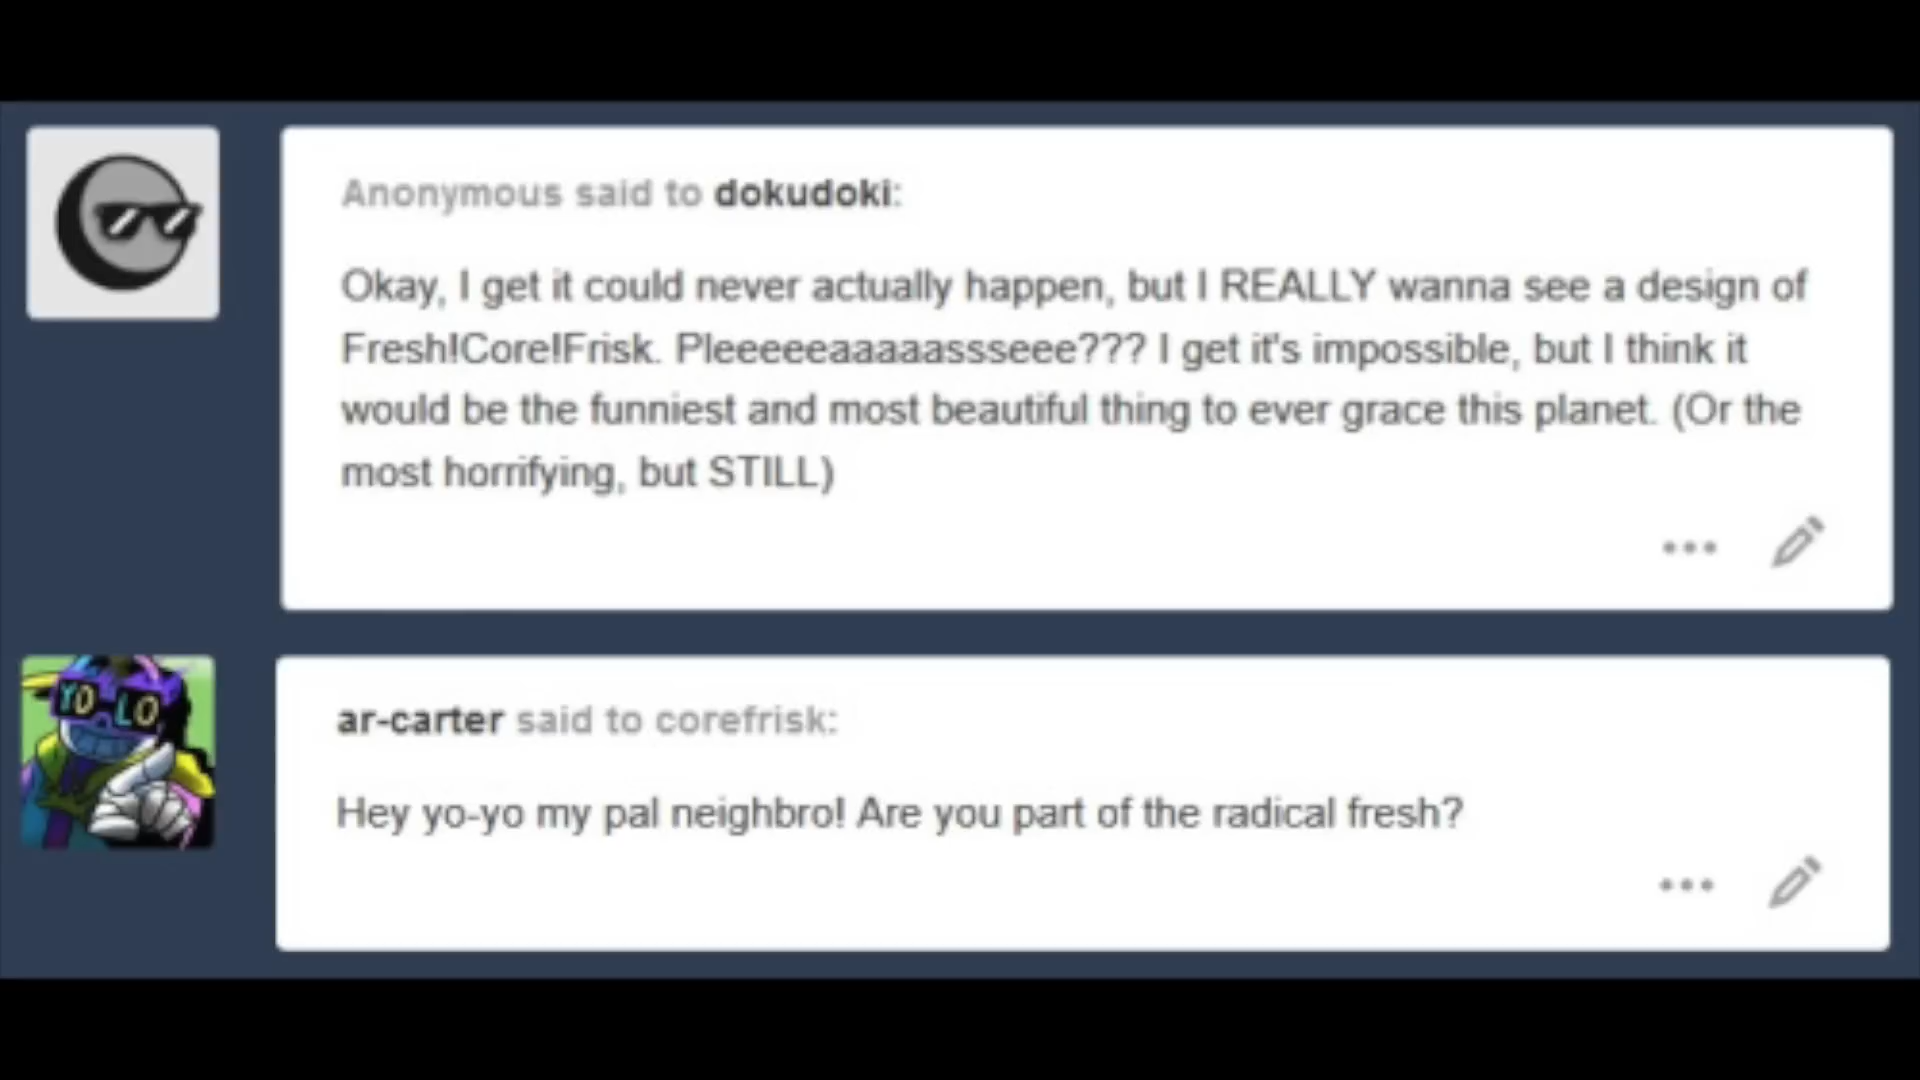 Anonymous said to dokudoki:
Okay, I get it could never actually happen, but I REALLY wanna see a design of
Fresh!Core!Frisk. Pleeeeeaaaaassseee??? I get it's impossible, but I think it
would be the funniest and most beautiful thing to ever grace this planet. (Or the
most horrifying, but STILL)
YO LO
ar-carter said to corefrisk:
Hey yo-yo my pal neighbro! Are you part of the radical fresh?